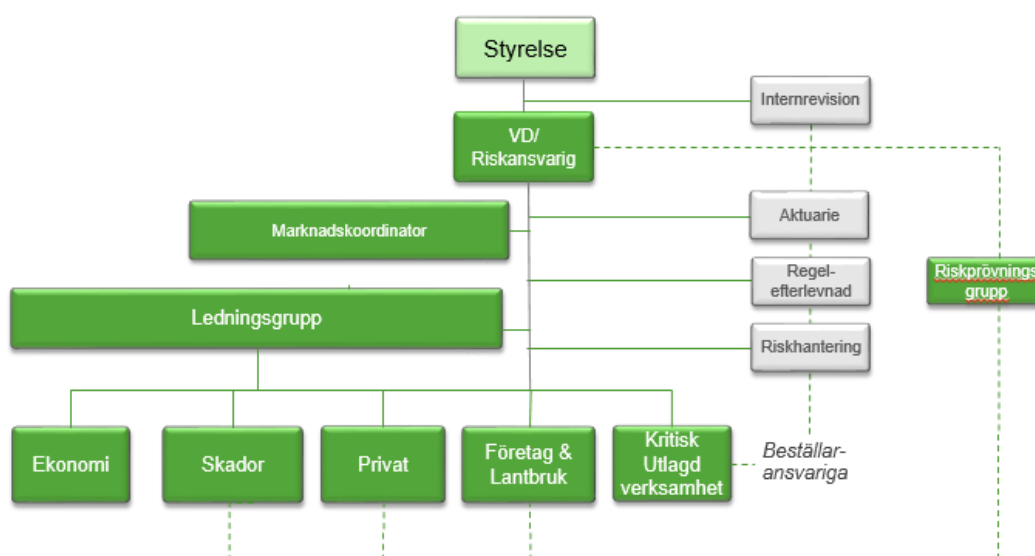 Styrelse
Internrevision
VD/
Riskansvarig
Aktuarie
Marknadskoordinator
Regel-
efterlevnad
Riskprövnings
grupp
Ledningsgrupp
Riskhantering
Ekonomi
Skador
Privat
Företag &
Lantbruk
Kritisk
Utlagd
verksamhet
Beställar-
ansvariga